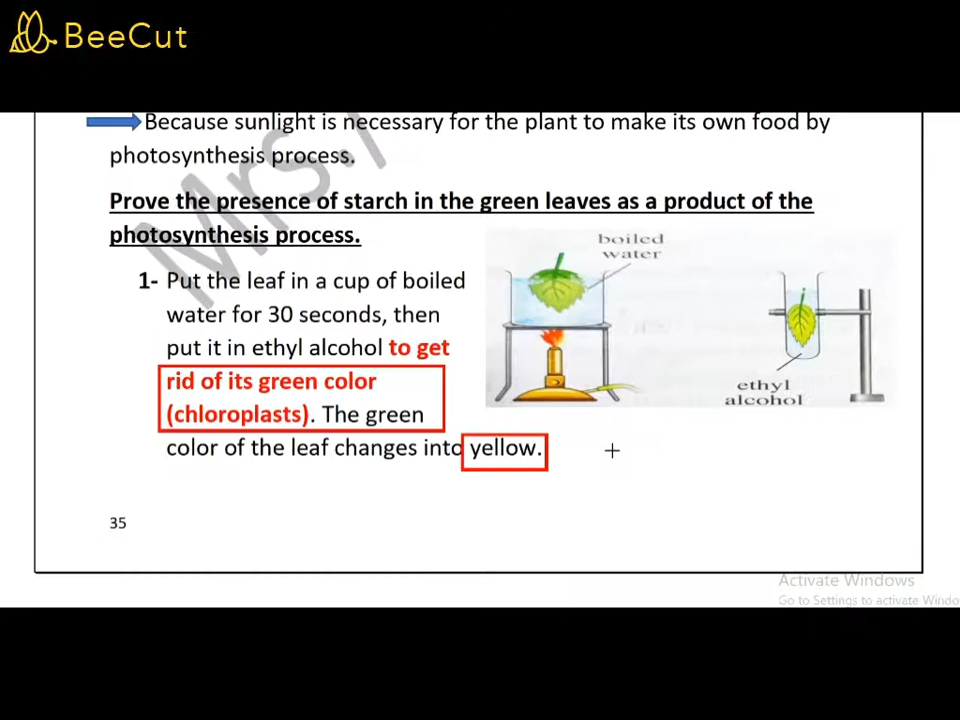 BeeCut
Because sunlight is necessary for the plant to make its own food by
photosynthesis process.
Prove the presence of starch in the green leaves as a product of the
photosynthesis process.
1- Put the leaf in a cup of boiled
water for 30 seconds, then
put it in ethyl alcohol to get
rid of its green color
(chloroplasts). The green
color of the leaf changes into yellow.
boiled
water
ethyl
alcohol
35
Mrs.
Activate Windows
Go to Settings to activate Windo